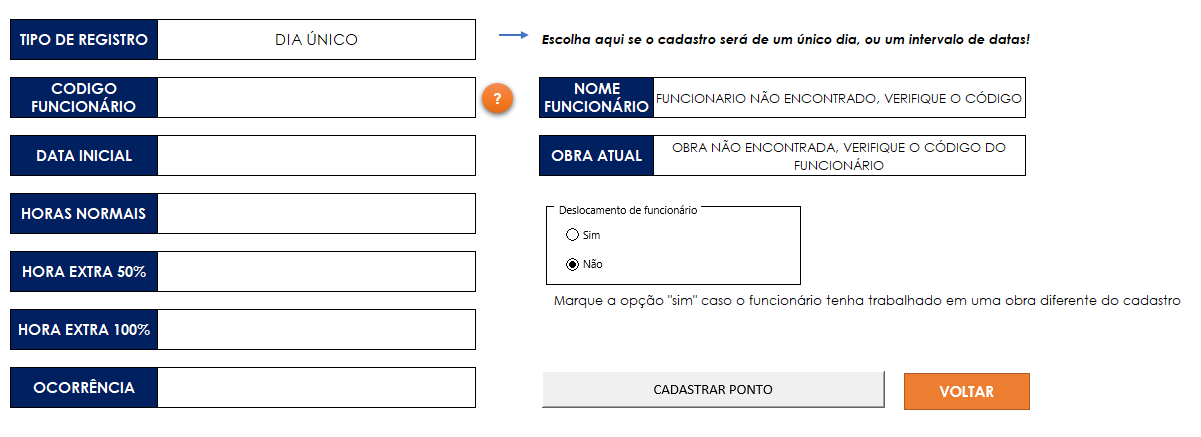 TIPO DE REGISTRO
DIA ÚNICO
Escolha aqui se o cadastro será de um único dia, ou um intervalo de datas!
CODIGO
FUNCIONÁRIO
?
NOME
FUNCIONÁRIO
FUNCIONARIO NÃO ENCONTRADO, VERIFIQUE O CÓDIGO
DATA INICIAL
OBRA ATUAL
OBRA NÃO ENCONTRADA, VERIFIQUE O CÓDIGO DO
FUNCIONÁRIO
HORAS NORMAIS
Deslocamento de funcionário
Sim
Não
HORA EXTRA 50%
Marque a opção "sim" caso o funcionário tenha trabalhado em uma obra diferente do cadastro
HORA EXTRA 100%
OCORRÊNCIA
CADASTRAR PONTO
VOLTAR